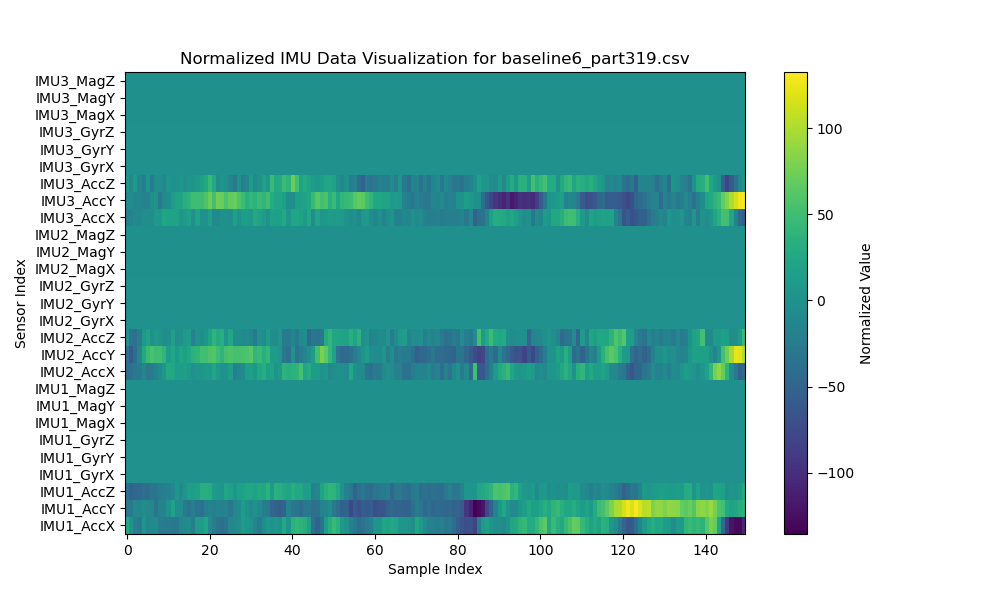 Normalized IMU Data Visualization for baseline6_part319.csv
IMU3_MagZ
IMU3_MagY
IMU3_MagX
IMU3_GyrZ
IMU3_GyrY
IMU3_GyrX
IMU3_AccZ
IMU3_AccY
IMU3_AccX
IMU2_MagZ
IMU2_MagY
IMU2_MagX
IMU2_GyrZ
IMU2_GyrY
IMU2_GyrX
IMU2_AccZ
IMU2_AccY
IMU2_AccX
IMU1_MagZ
IMU1_MagY
IMU1_MagX
IMU1_GyrZ
IMU1_GyrY
IMU1_GyrX
IMU1_AccZ
IMU1_AccY
IMU1_AccX
Sensor Index
0 20 40 60 80 100 120 140
Sample Index
100
50
0
−50
−100
Normalized Value